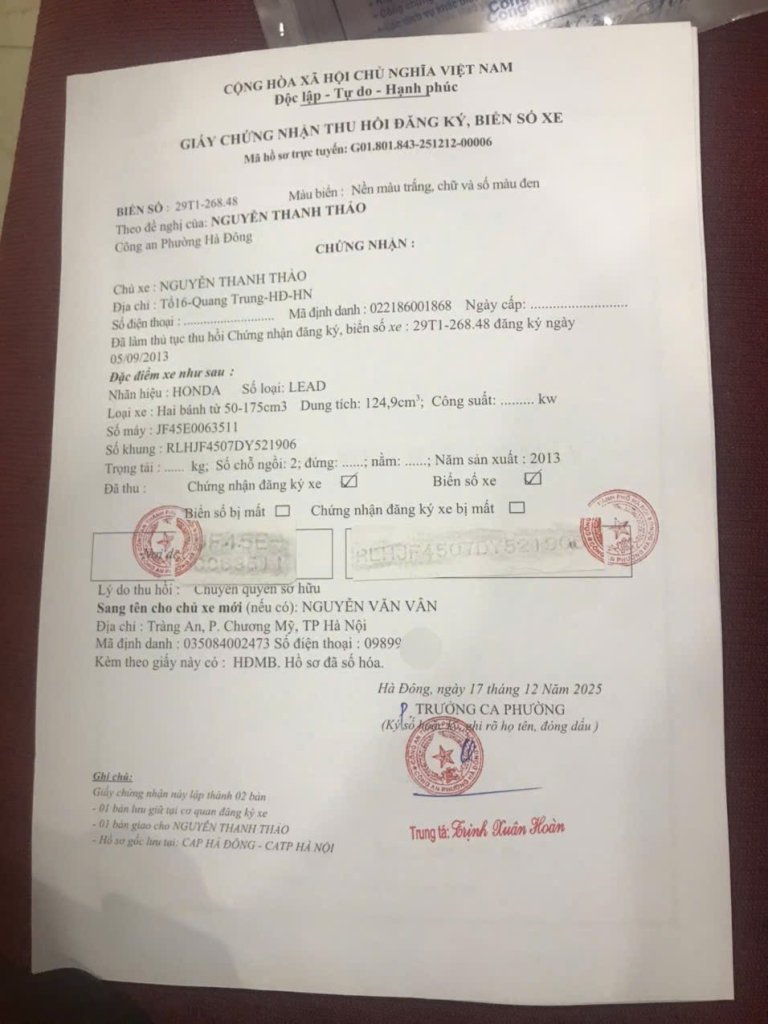 CỘNG HÒA XÃ HỘI CHỦ NGHĨA VIỆT NAM
Độc lập - Tự do - Hạnh phúc
GIẤY CHỨNG NHẬN THU HỒI ĐĂNG KÝ, BIỂN SỐ XE
Mã hồ sơ trực tuyến: G01.801.843-251212-00006
BIỂN SỐ : 29T1-268.48 Màu biển : Nền màu trắng, chữ và số màu đen
Theo đề nghị của: NGUYỄN THANH THẢO
Công an Phường Hà Đông
CHỨNG NHẬN :
Chủ xe : NGUYỄN THANH THẢO
Địa chỉ : Tổ16-Quang Trung-HĐ-HN
Số điện thoại : .......................... Mã định danh : 022186001868 Ngày cấp: ............................
Đã làm thủ tục thu hồi Chứng nhận đăng ký, biển số xe : 29T1-268.48 đăng ký ngày
05/09/2013
Đặc điểm xe như sau :
Nhãn hiệu : HONDA Số loại: LEAD
Loại xe : Hai bánh từ 50-175cm3 Dung tích: 124,9cm³; Công suất: ......... kw
Số máy : JF45E0063511
Số khung : RLHJF4507DY521906
Trọng tải : ...... kg; Số chỗ ngồi: 2; đứng: ......; nằm: ......; Năm sản xuất : 2013
Đã thu : Chứng nhận đăng ký xe ☑ Biển số xe ☑
Biển số bị mất ☐ Chứng nhận đăng ký xe bị mất ☐
JF45E
0063511
RLHJF4507DY52190
Lý do thu hồi : Chuyển quyền sở hữu
Sang tên cho chủ xe mới (nếu có): NGUYỄN VĂN VÂN
Địa chỉ : Tràng An, P. Chương Mỹ, TP Hà Nội
Mã định danh : 035084002473 Số điện thoại : 09899
Kèm theo giấy này có : HĐMB. Hồ sơ đã số hóa.
Hà Đông, ngày 17 tháng 12 Năm 2025
P. TRƯỞNG CA PHƯỜNG
(Ký số hoặc ký, ghi rõ họ tên, đóng dấu )
Trung tá: Trịnh Xuân Hoàn
Ghi chú:
Giấy chứng nhận này lập thành 02 bản
- 01 bản lưu giữ tại cơ quan đăng ký xe
- 01 bản giao cho NGUYỄN THANH THẢO
- Hồ sơ gốc lưu tại: CAP HÀ ĐÔNG - CATP HÀ NỘI